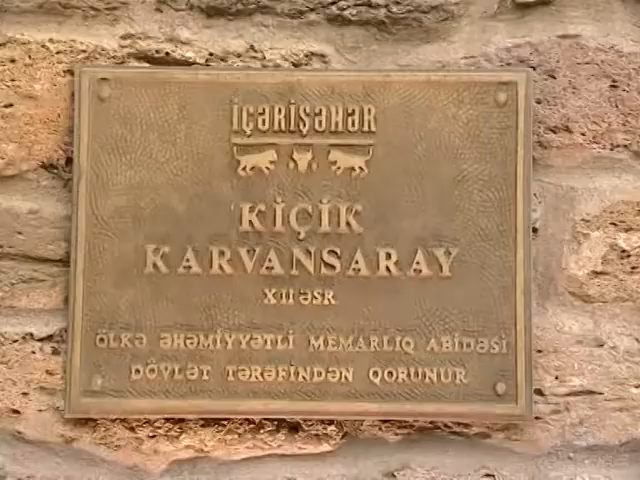 İÇƏRİŞƏHƏR
KİÇİK
KARVANSARAY
XII ƏSR
ÖLKƏ ƏHƏMİYYƏTLİ MEMARLIQ ABİDƏSİ
DÖVLƏT TƏRƏFİNDƏN QORUNUR